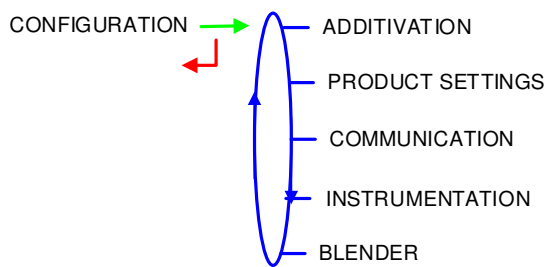 CONFIGURATION
ADDITIVATION
PRODUCT SETTINGS
COMMUNICATION
INSTRUMENTATION
BLENDER